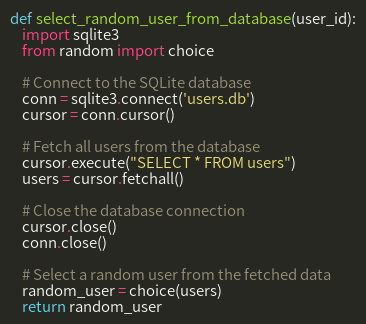 def select_random_user_from_database(user_id):
    import sqlite3
    from random import choice

    # Connect to the SQLite database
    conn = sqlite3.connect('users.db')
    cursor = conn.cursor()

    # Fetch all users from the database
    cursor.execute("SELECT * FROM users")
    users = cursor.fetchall()

    # Close the database connection
    cursor.close()
    conn.close()

    # Select a random user from the fetched data
    random_user = choice(users)
    return random_user